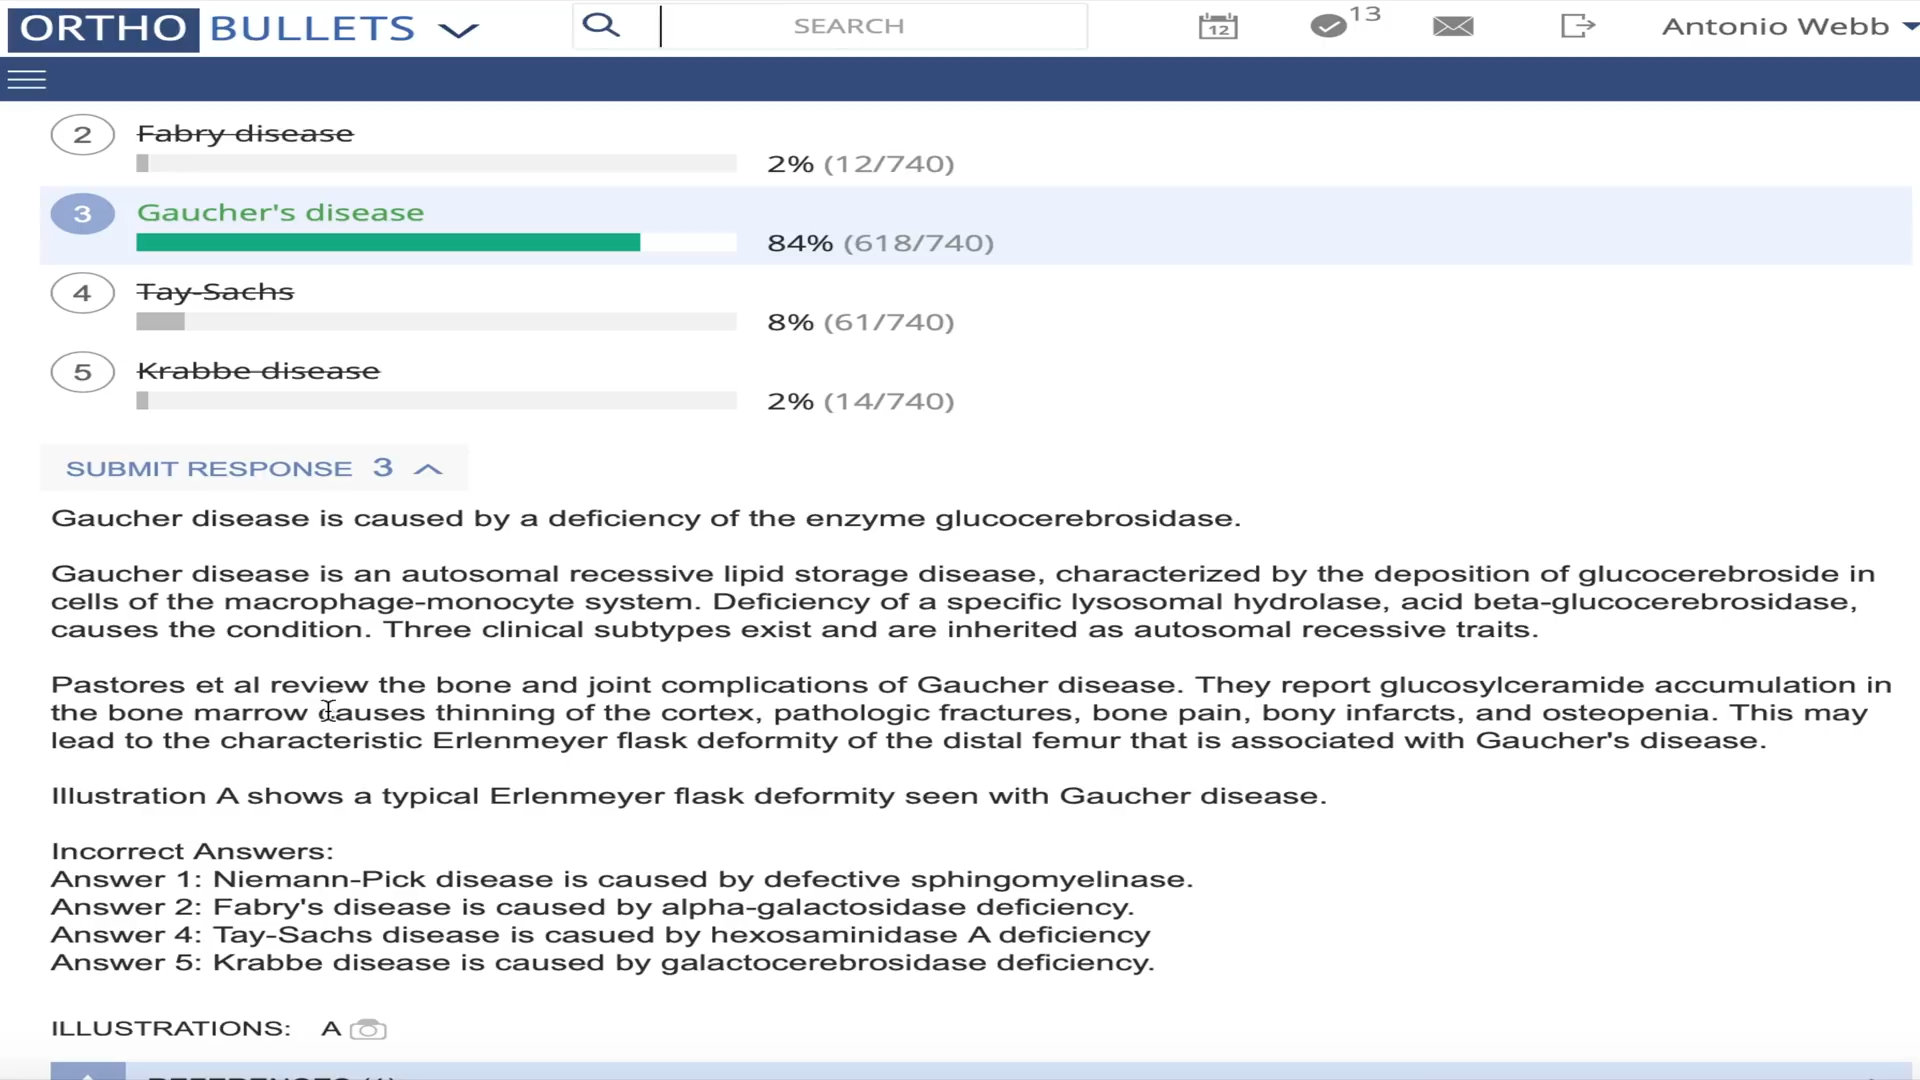 ORTHO BULLETS
SEARCH
12
13
Antonio Webb
2 Fabry disease
2% (12/740)
3 Gaucher's disease
84% (618/740)
4 Tay-Sachs
8% (61/740)
5 Krabbe disease
2% (14/740)
SUBMIT RESPONSE 3
Gaucher disease is caused by a deficiency of the enzyme glucocerebrosidase.
Gaucher disease is an autosomal recessive lipid storage disease, characterized by the deposition of glucocerebroside in
cells of the macrophage-monocyte system. Deficiency of a specific lysosomal hydrolase, acid beta-glucocerebrosidase,
causes the condition. Three clinical subtypes exist and are inherited as autosomal recessive traits.
Pastores et al review the bone and joint complications of Gaucher disease. They report glucosylceramide accumulation in
the bone marrow causes thinning of the cortex, pathologic fractures, bone pain, bony infarcts, and osteopenia. This may
lead to the characteristic Erlenmeyer flask deformity of the distal femur that is associated with Gaucher's disease.
Illustration A shows a typical Erlenmeyer flask deformity seen with Gaucher disease.
Incorrect Answers:
Answer 1: Niemann-Pick disease is caused by defective sphingomyelinase.
Answer 2: Fabry's disease is caused by alpha-galactosidase deficiency.
Answer 4: Tay-Sachs disease is casued by hexosaminidase A deficiency
Answer 5: Krabbe disease is caused by galactocerebrosidase deficiency.
ILLUSTRATIONS: A
REFERENCES (1)